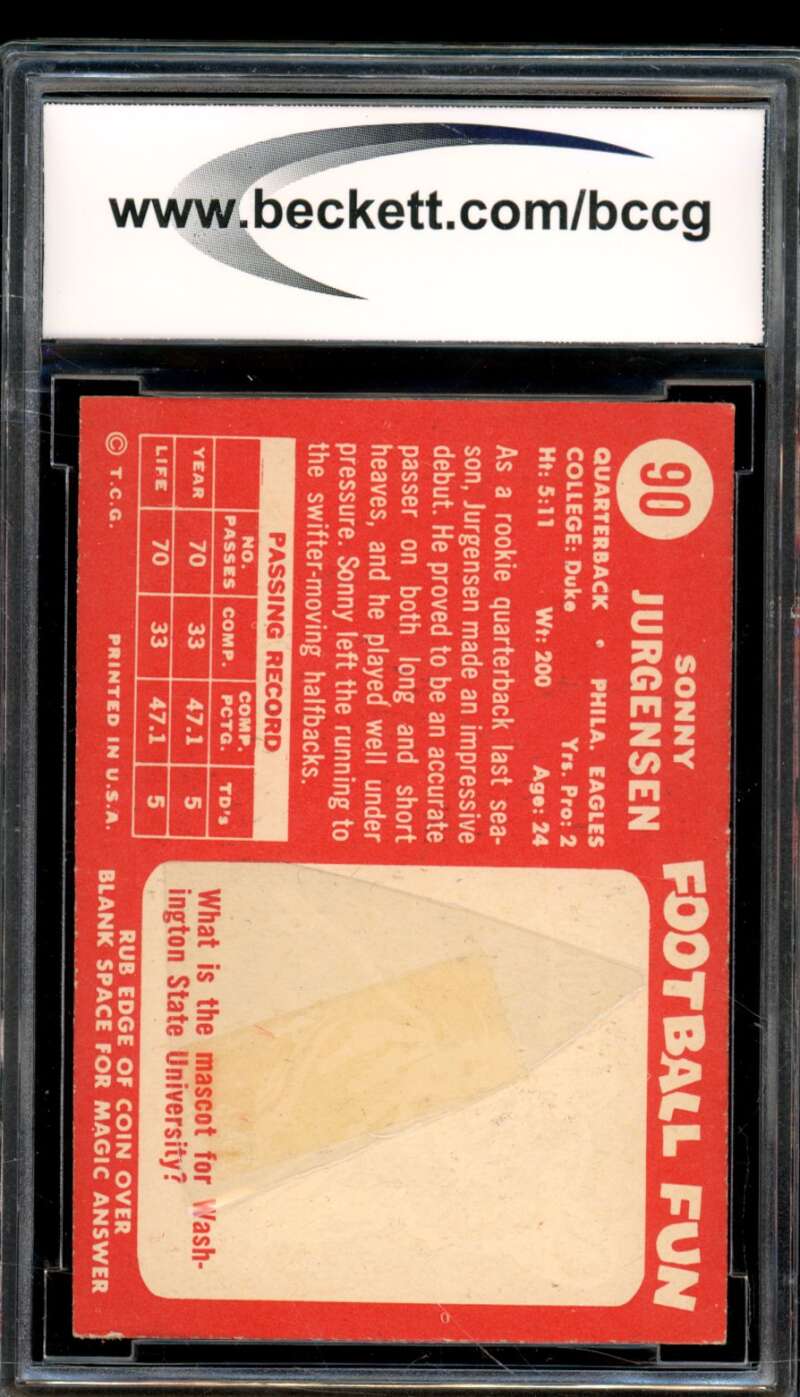 www.beckett.com/bccg
90
SONNY
JURGENSEN
QUARTERBACK • PHILA. EAGLES
COLLEGE: Duke Yrs. Pro: 2
Ht: 5:11 Wt: 200 Age: 24
As a rookie quarterback last sea-
son, Jurgensen made an impressive
debut. He proved to be an accurate
passer on both long and short
heaves, and he played well under
pressure. Sonny left the running to
the swifter-moving halfbacks.
PASSING RECORD
NO. PASSES COMP. COMP. PCTG. TD's
YEAR 70 33 47.1 5
LIFE 70 33 47.1 5
© T.C.G. PRINTED IN U.S.A.
FOOTBALL FUN
What is the mascot for Wash-
ington State University?
RUB EDGE OF COIN OVER
BLANK SPACE FOR MAGIC ANSWER